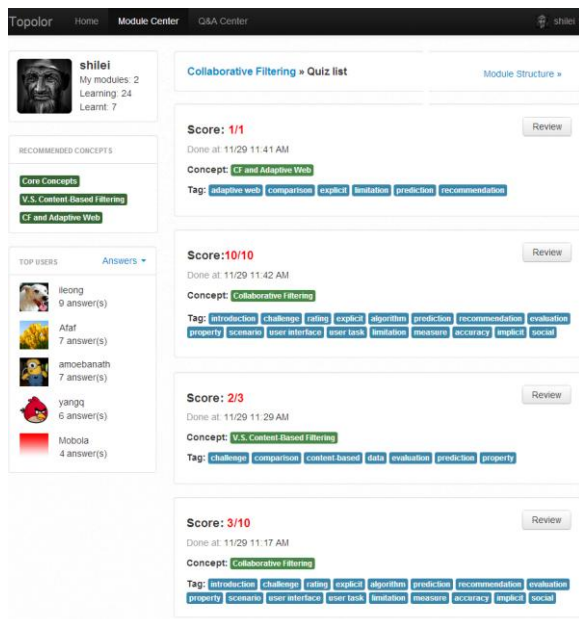 Topolor Home Module Center Q&A Center shilei
shilei
My modules: 2
Learning: 24
Learnt: 7
RECOMMENDED CONCEPTS
Core Concepts
V.S. Content-Based Filtering
CF and Adaptive Web
TOP USERS Answers
ileong
9 answer(s)
Afaf
7 answer(s)
amoebanath
7 answer(s)
yangq
6 answer(s)
Mobola
4 answer(s)
Collaborative Filtering » Quiz list Module Structure »
Score: 1/1 Review
Done at: 11/29 11:41 AM
Concept: CF and Adaptive Web
Tag: adaptive web comparison explicit limitation prediction recommendation
Score:10/10 Review
Done at: 11/29 11:42 AM
Concept: Collaborative Filtering
Tag: introduction challenge rating explicit algorithm prediction recommendation evaluation
property scenario user interface user task limitation measure accuracy implicit social
Score: 2/3 Review
Done at: 11/29 11:29 AM
Concept: V.S. Content-Based Filtering
Tag: challenge comparison content-based data evaluation prediction property
Score: 3/10 Review
Done at: 11/29 11:17 AM
Concept: Collaborative Filtering
Tag: introduction challenge rating explicit algorithm prediction recommendation evaluation
property scenario user interface user task limitation measure accuracy implicit social